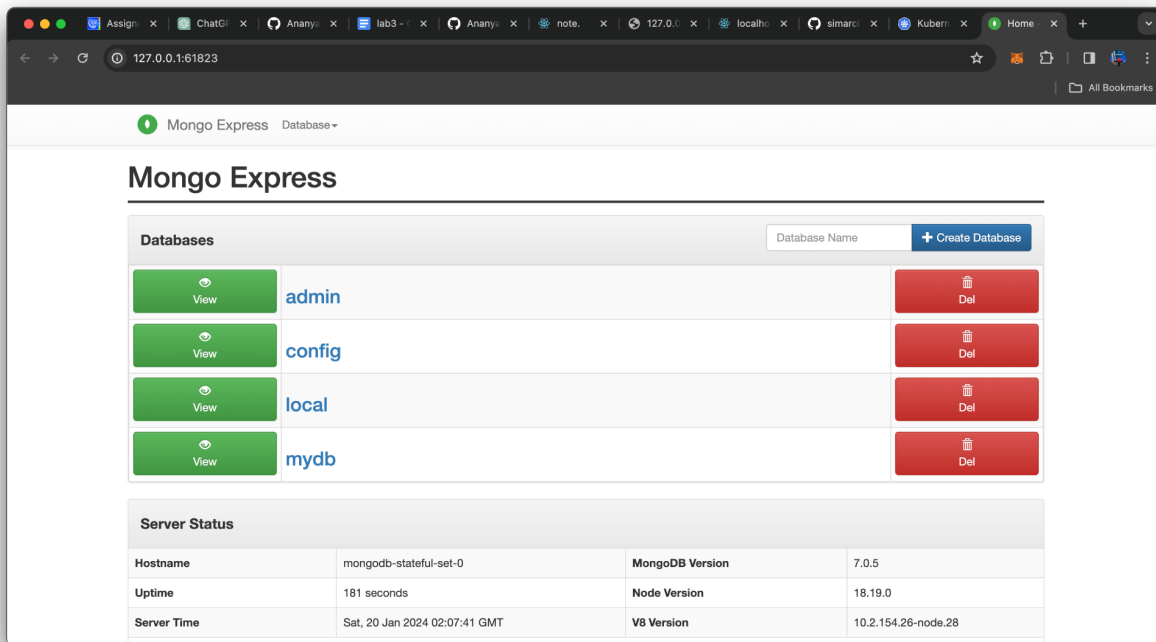 Assign
ChatGF
Ananya
lab3 -
Ananya
note.
127.0.0
localho
simarc
Kubern
Home -
127.0.0.1:61823
All Bookmarks
Mongo Express Database
Mongo Express
Databases
Database Name
Create Database
View
admin
Del
View
config
Del
View
local
Del
View
mydb
Del
Server Status
Hostname mongodb-stateful-set-0 MongoDB Version 7.0.5
Uptime 181 seconds Node Version 18.19.0
Server Time Sat, 20 Jan 2024 02:07:41 GMT V8 Version 10.2.154.26-node.28